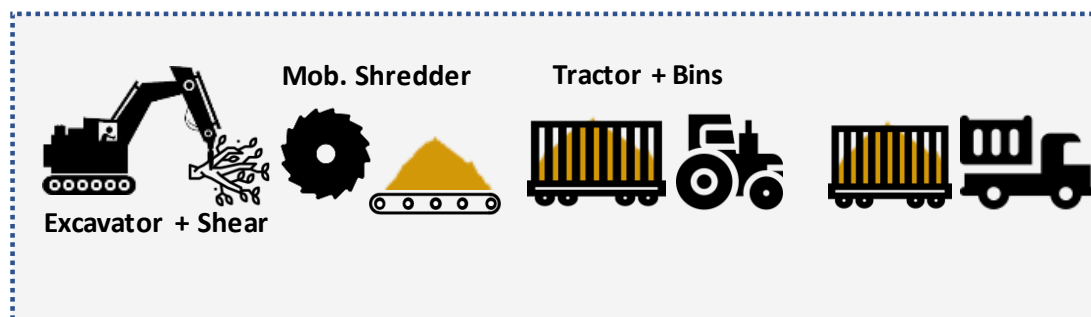 Mob. Shredder
Tractor + Bins
Excavator + Shear